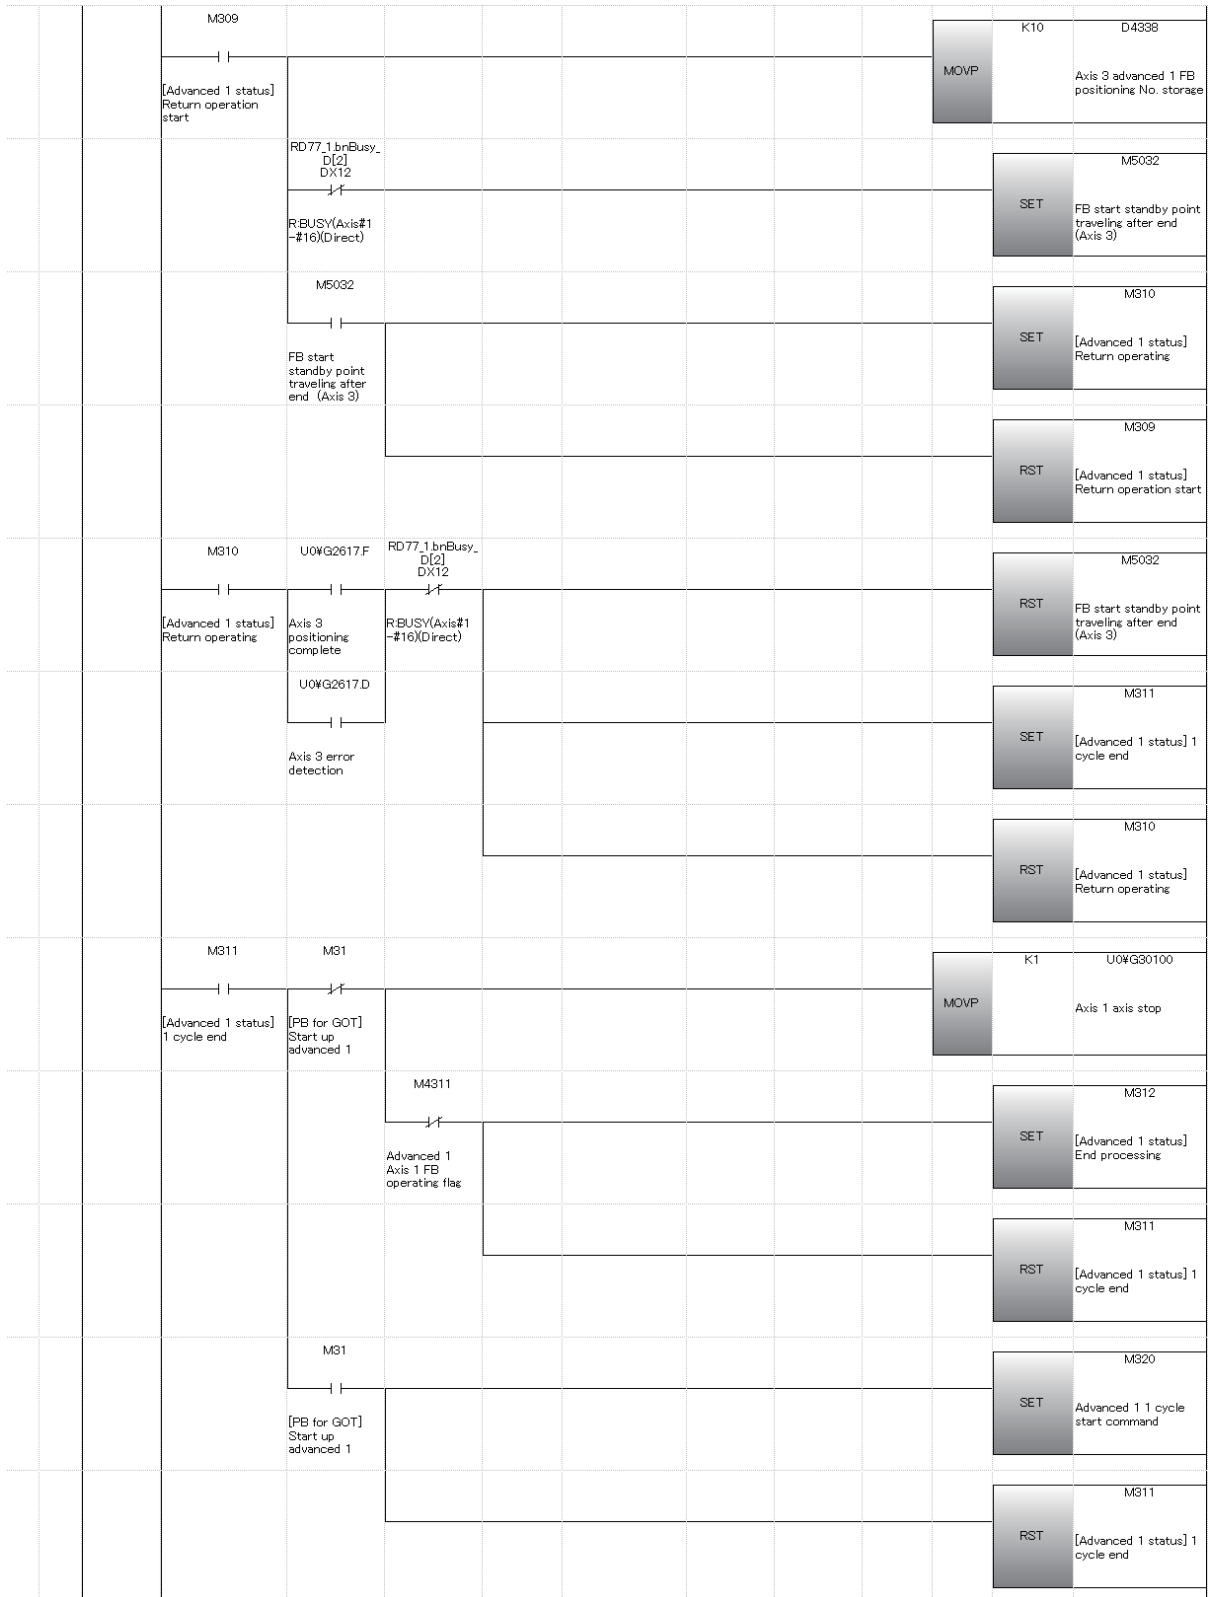 M309
K10
D4338
MOVP
[Advanced 1 status]
Return operation
start
Axis 3 advanced 1 FB
positioning No. storage
RD77_1.bnBusy_
D[2]
DX12
M5032
SET
R:BUSY(Axis#1
-#16)(Direct)
FB start standby point
traveling after end
(Axis 3)
M5032
M310
SET
FB start
standby point
traveling after
end (Axis 3)
[Advanced 1 status]
Return operating
M309
RST
[Advanced 1 status]
Return operation start
M310
U0¥G2617.F
RD77_1.bnBusy_
D[2]
DX12
M5032
RST
[Advanced 1 status]
Return operating
Axis 3
positioning
complete
R:BUSY(Axis#1
-#16)(Direct)
FB start standby point
traveling after end
(Axis 3)
U0¥G2617.D
M311
SET
Axis 3 error
detection
[Advanced 1 status] 1
cycle end
M310
RST
[Advanced 1 status]
Return operating
M311
M31
K1
U0¥G30100
MOVP
[Advanced 1 status]
1 cycle end
[PB for GOT]
Start up
advanced 1
Axis 1 axis stop
M4311
M312
SET
Advanced 1
Axis 1 FB
operating flag
[Advanced 1 status]
End processing
M311
RST
[Advanced 1 status] 1
cycle end
M31
M320
SET
[PB for GOT]
Start up
advanced 1
Advanced 1 1 cycle
start command
M311
RST
[Advanced 1 status] 1
cycle end